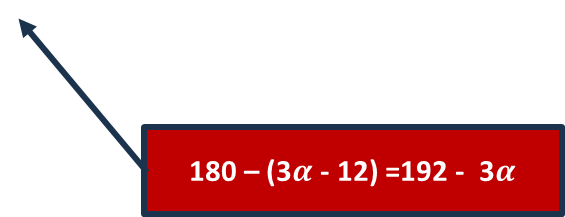 180 – (3𝜶 - 12) =192 - 3𝜶